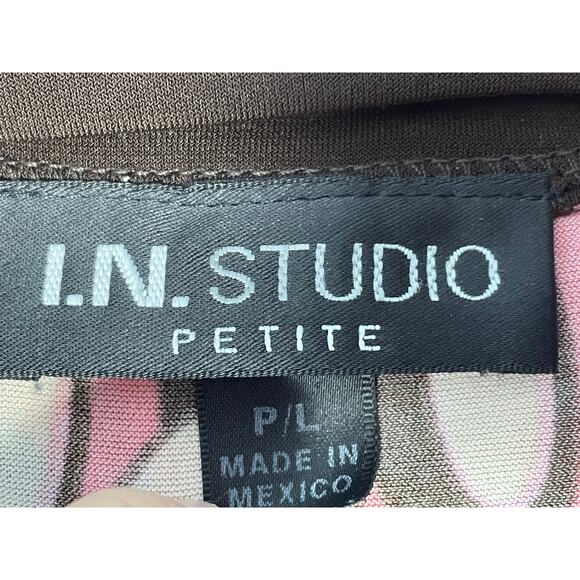 I.N. STUDIO
PETITE
P/L
MADE IN
MEXICO